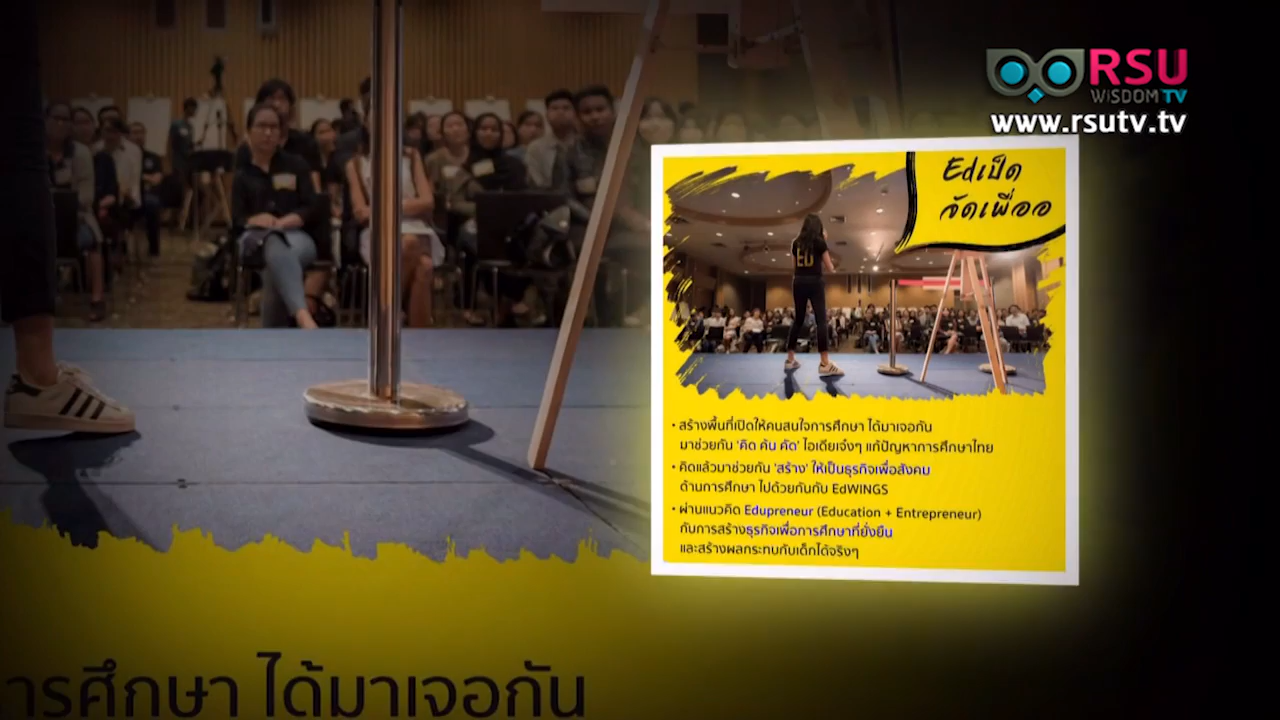 RSU
WISDOM TV
www.rsutv.tv
Edเป็ด
จัดเพื่ออ
ED
• สร้างพื้นที่เปิดให้คนสนใจการศึกษา ได้มาเจอกัน
มาช่วยกัน 'คิด ค้น คัด' ไอเดียเจ๋งๆ แก้ปัญหาการศึกษาไทย
• คิดแล้วมาช่วยกัน 'สร้าง' ให้เป็นธุรกิจเพื่อสังคม
ด้านการศึกษา ไปด้วยกันกับ EdWINGS
• ผ่านแนวคิด Edupreneur (Education + Entrepreneur)
กับการสร้างธุรกิจเพื่อการศึกษาที่ยั่งยืน
และสร้างผลกระทบกับเด็กได้จริงๆ
ารศึกษา ได้มาเจอกัน